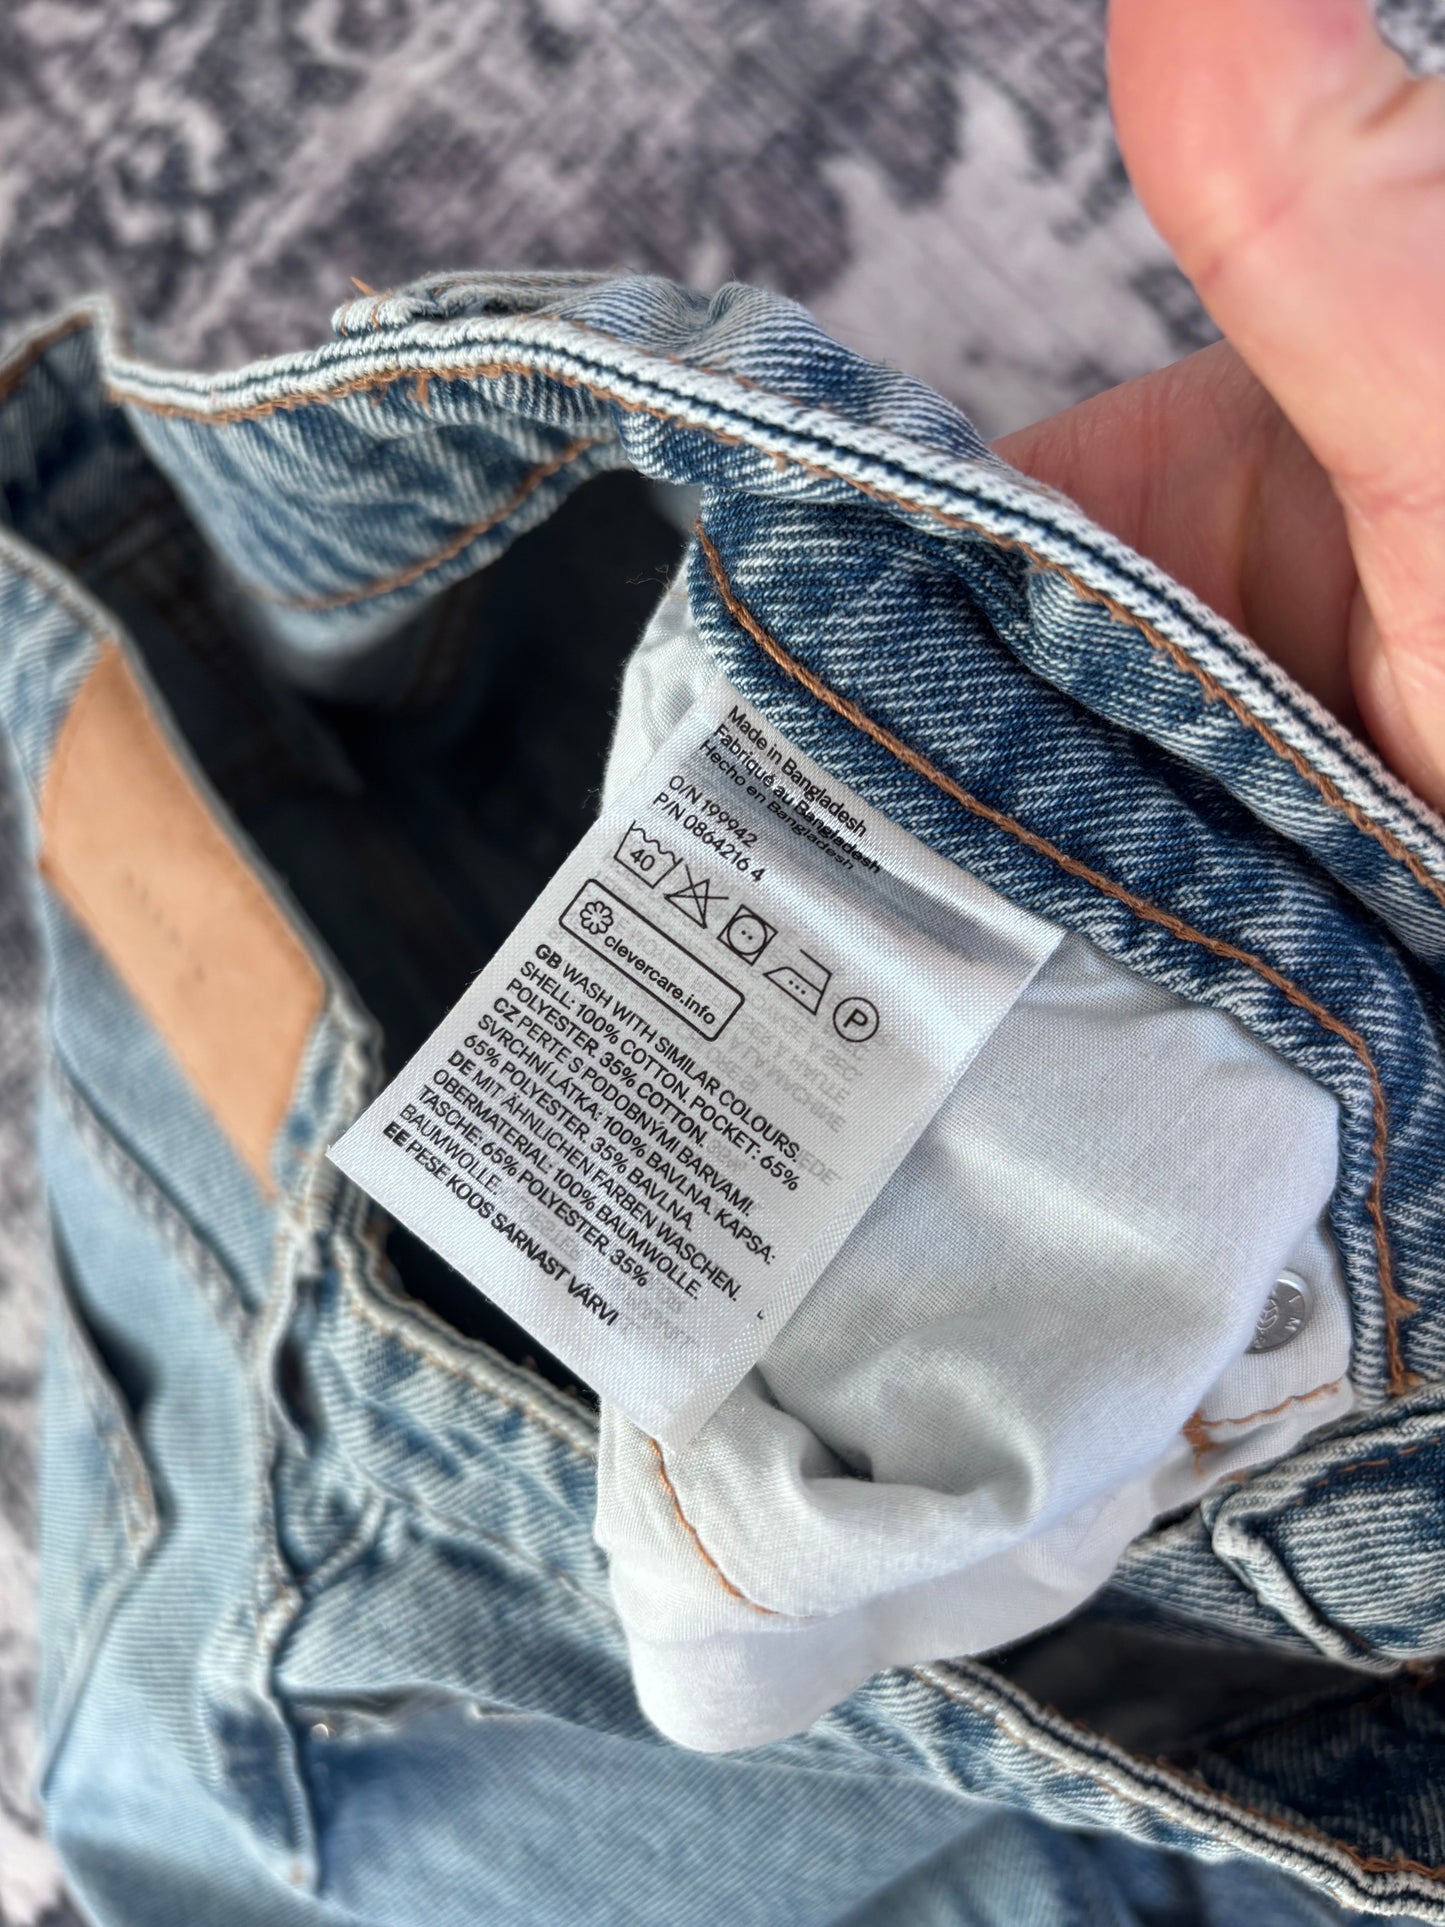 Made in Bangladesh
Fabriqué au Bangladesh
Hecho en Bangladesh
O/N 199942
P/N 0864216 4
40
P
clevercare.info
GB WASH WITH SIMILAR COLOURS.
SHELL: 100% COTTON. POCKET: 65%
POLYESTER. 35% COTTON.
CZ PERTE S PODOBNÝMI BARVAMI.
SVRCHNÍ LÁTKA: 100% BAVLNA. KAPSA:
65% POLYESTER. 35% BAVLNA.
DE MIT ÄHNLICHEN FARBEN WASCHEN.
OBERMATERIAL: 100% BAUMWOLLE.
TASCHE: 65% POLYESTER. 35%
BAUMWOLLE.
EE PESE KOOS SARNAST VÄRVI